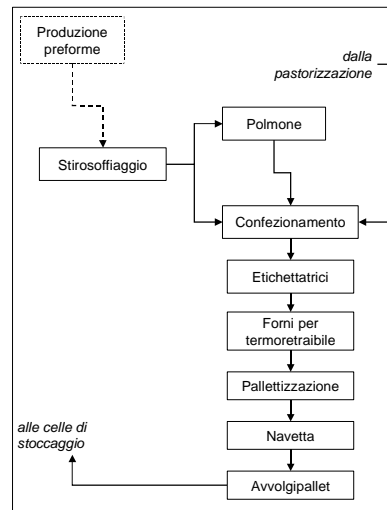 Produzione
preforme
dalla
pastorizzazione
Polmone
Stirosoffiaggio
Confezionamento
Etichettatrici
Forni per
termoretraibile
Pallettizzazione
alle celle di
stoccaggio
Navetta
Avvolgipallet